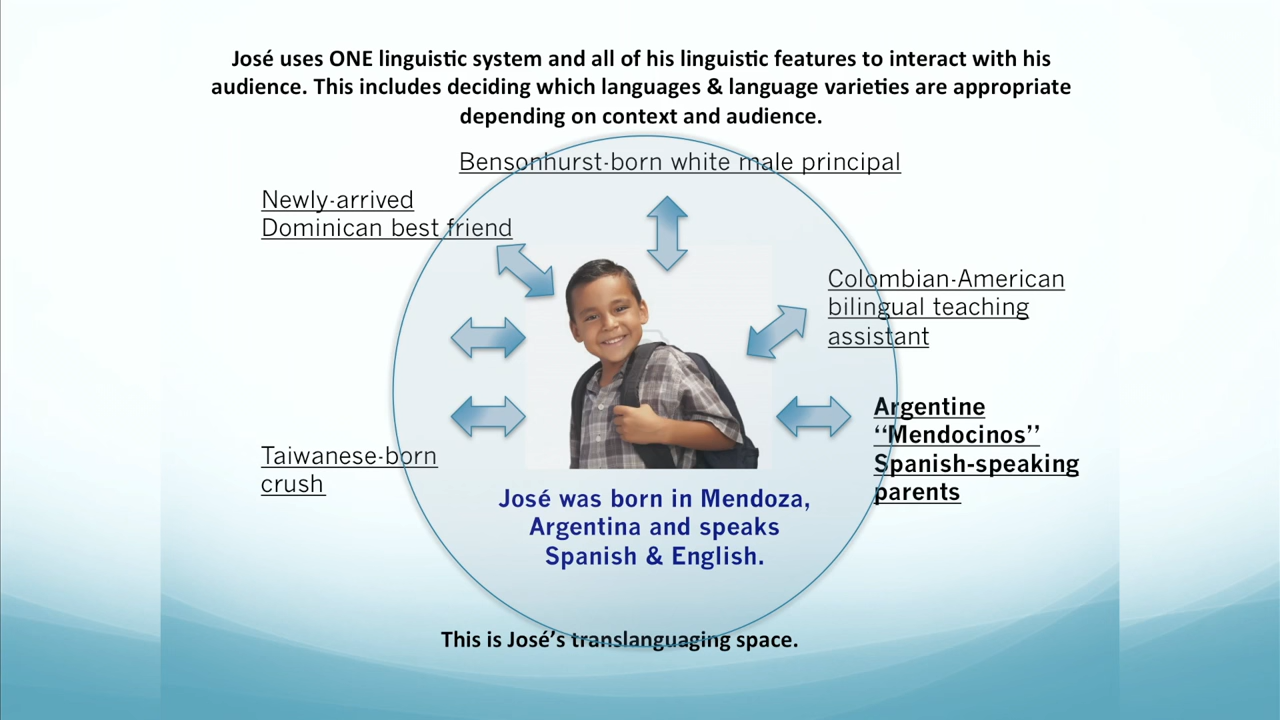 José uses ONE linguistic system and all of his linguistic features to interact with his
audience. This includes deciding which languages & language varieties are appropriate
depending on context and audience.
Bensonhurst-born white male principal
Newly-arrived
Dominican best friend
Colombian-American
bilingual teaching
assistant
Argentine
‘‘Mendocinos’’
Spanish-speaking
parents
Taiwanese-born
crush
José was born in Mendoza,
Argentina and speaks
Spanish & English.
This is José’s translanguaging space.